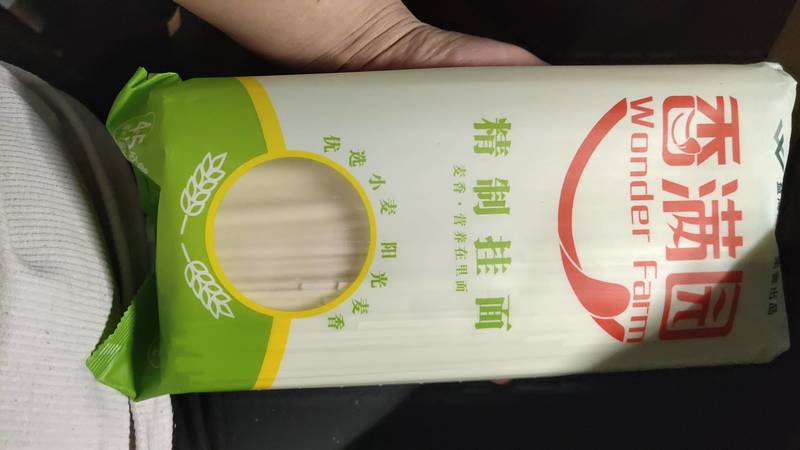 香满园
Wonder Farm
精制挂面
麦香·营养在里面
优选小麦 阳光麦香